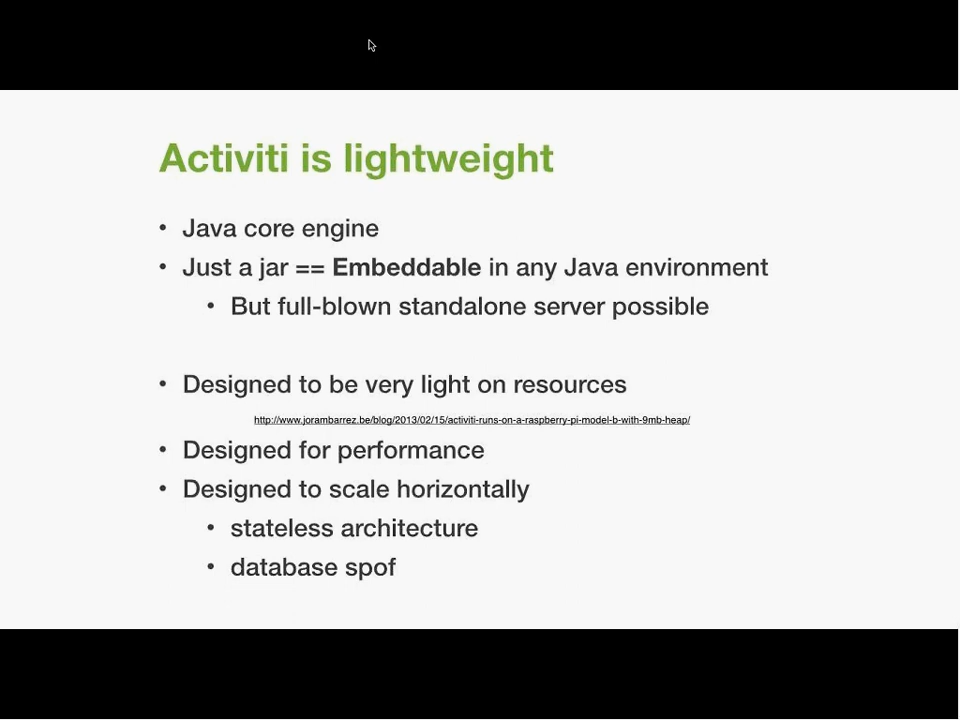 Activiti is lightweight
• Java core engine
• Just a jar == Embeddable in any Java environment
• But full-blown standalone server possible
• Designed to be very light on resources
http://www.jorambarrez.be/blog/2013/02/15/activiti-runs-on-a-raspberry-pi-model-b-with-9mb-heap/
• Designed for performance
• Designed to scale horizontally
• stateless architecture
• database spof